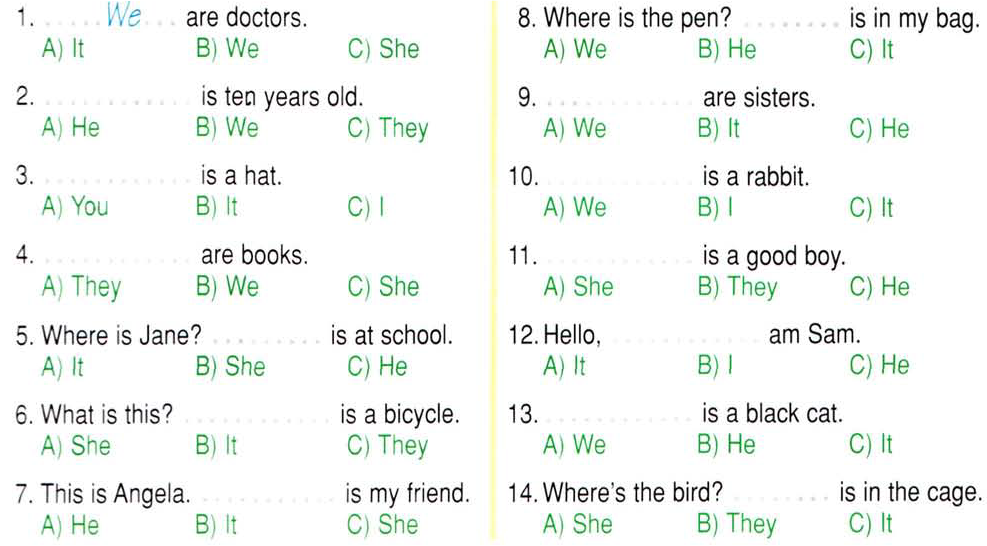 1. ......We... are doctors.
A) It B) We C) She
2. .............. is ten years old.
A) He B) We C) They
3. .............. is a hat.
A) You B) It C) I
4. .............. are books.
A) They B) We C) She
5. Where is Jane? .......... is at school.
A) It B) She C) He
6. What is this? .............. is a bicycle.
A) She B) It C) They
7. This is Angela. ............. is my friend.
A) He B) It C) She
8. Where is the pen? ......... is in my bag.
A) We B) He C) It
9. .............. are sisters.
A) We B) It C) He
10. .............. is a rabbit.
A) We B) I C) It
11. .............. is a good boy.
A) She B) They C) He
12. Hello, .............. am Sam.
A) It B) I C) He
13. .............. is a black cat.
A) We B) He C) It
14. Where's the bird? ......... is in the cage.
A) She B) They C) It